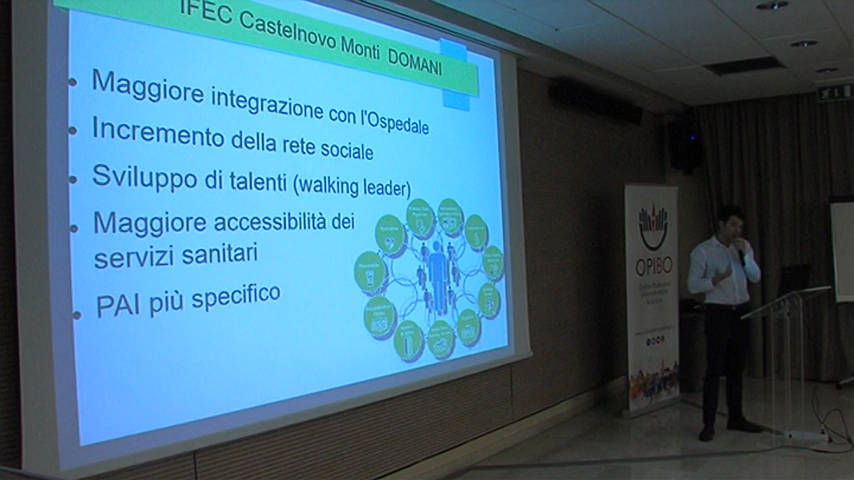 IFEC Castelnovo Monti DOMANI
Maggiore integrazione con l'Ospedale
Incremento della rete sociale
Sviluppo di talenti (walking leader)
Maggiore accessibilità dei
servizi sanitari
PAI più specifico
OPIBO